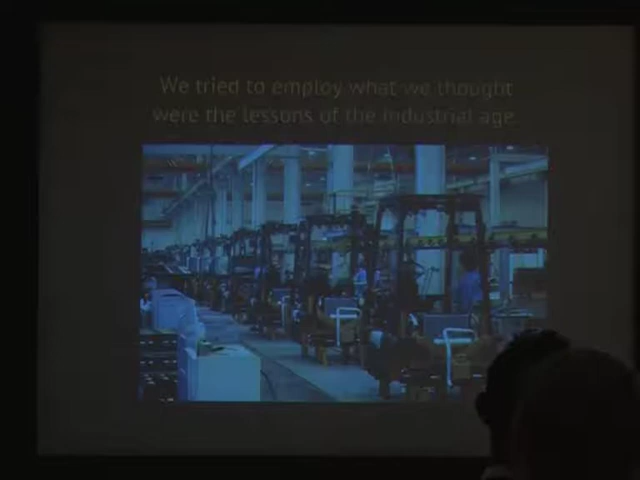 We tried to employ what we thought
were the lessons of the industrial age